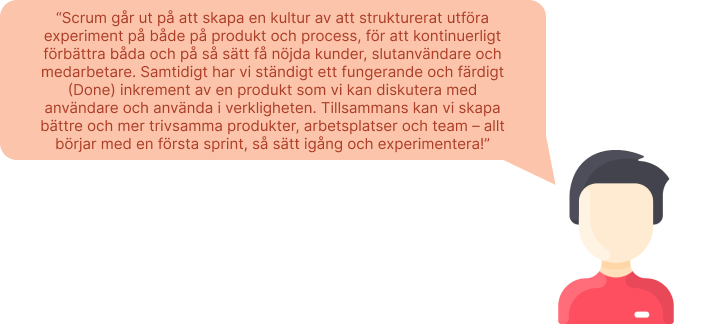 “Scrum går ut på att skapa en kultur av att strukturerat utföra
experiment på både på produkt och process, för att kontinuerligt
förbättra båda och på så sätt få nöjda kunder, slutanvändare och
medarbetare. Samtidigt har vi ständigt ett fungerande och färdigt
(Done) inkrement av en produkt som vi kan diskutera med
användare och använda i verkligheten. Tillsammans kan vi skapa
bättre och mer trivsamma produkter, arbetsplatser och team – allt
börjar med en första sprint, så sätt igång och experimentera!”